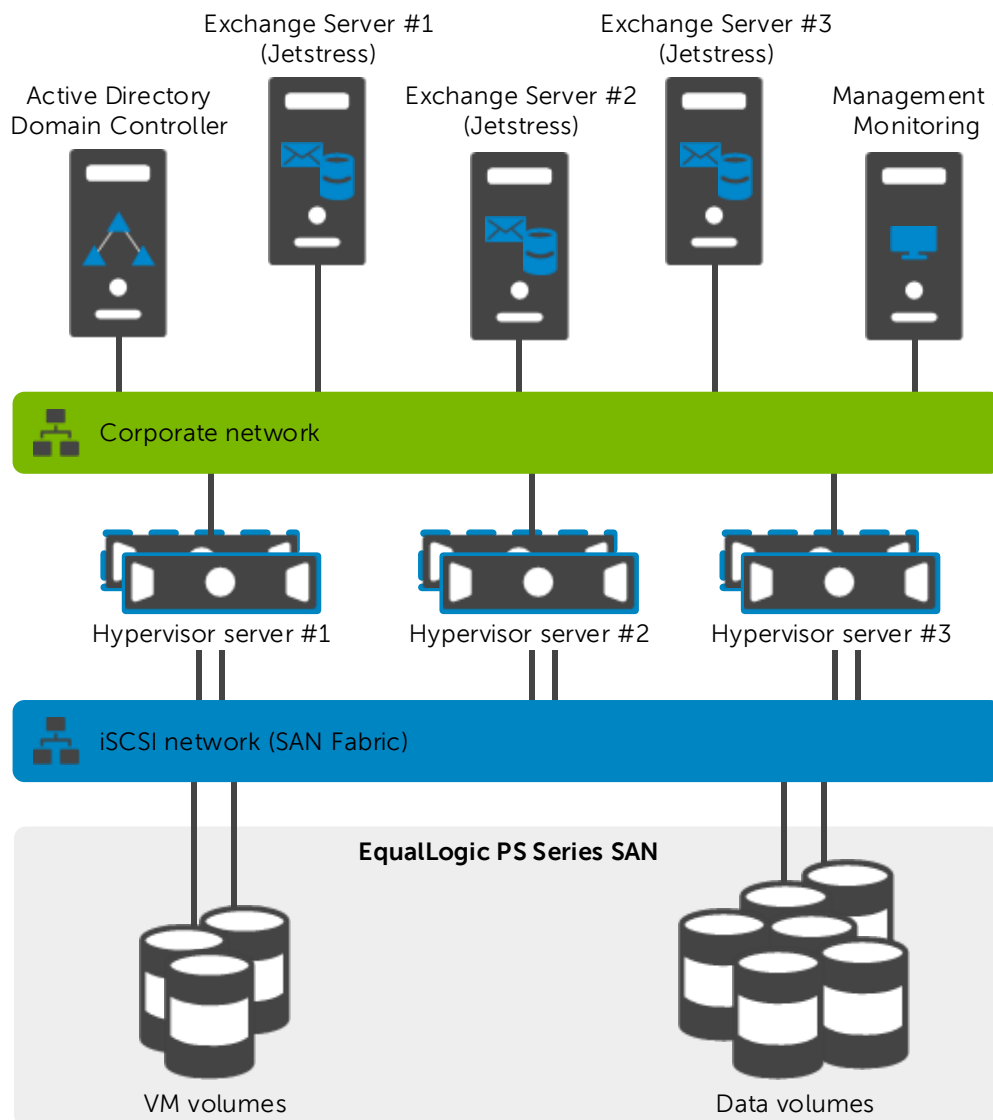 Exchange Server #1
(Jetstress)
Exchange Server #3
(Jetstress)
Active Directory
Domain Controller
Exchange Server #2
(Jetstress)
Management
Monitoring
Corporate network
Hypervisor server #1
Hypervisor server #2
Hypervisor server #3
iSCSI network (SAN Fabric)
EqualLogic PS Series SAN
VM volumes
Data volumes